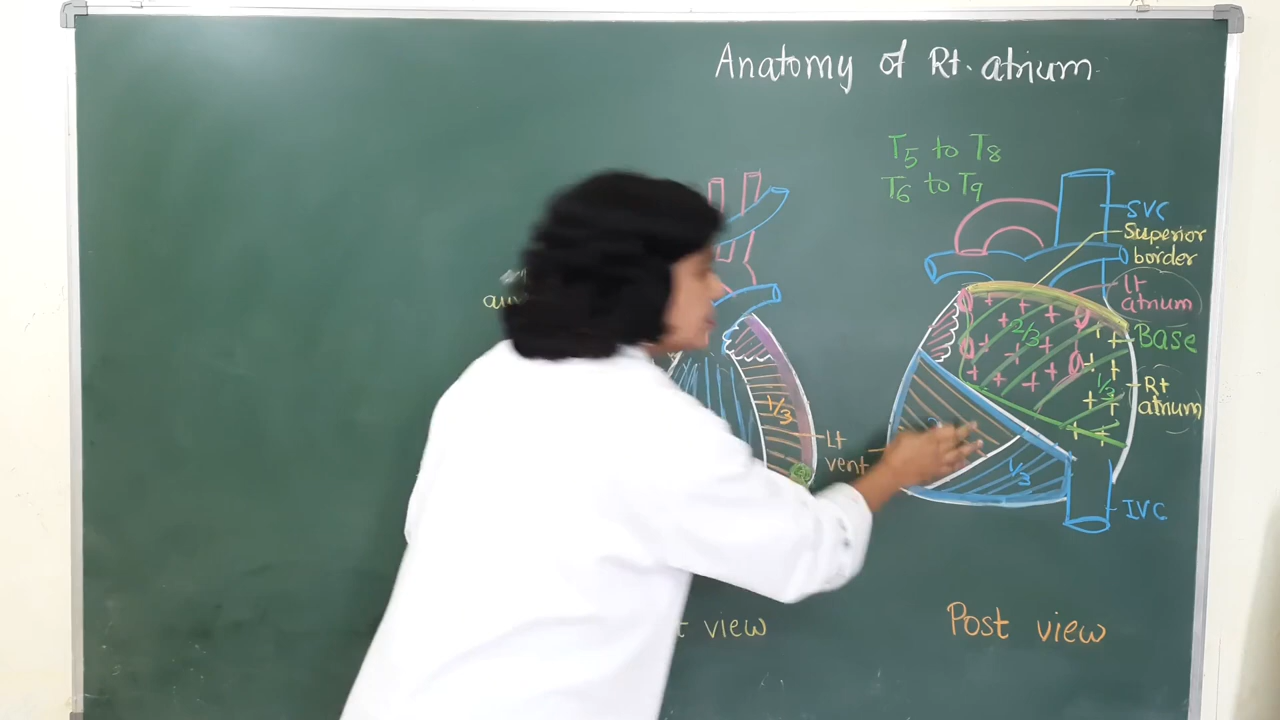 Anatomy of Rt. atrium
T5 to T8
T6 to T9
SVC
Superior
border
Lt
atrium
Base
2/3
1/3
Rt
atrium
1/3
IVC
1/3
Lt
vent
view
Post view